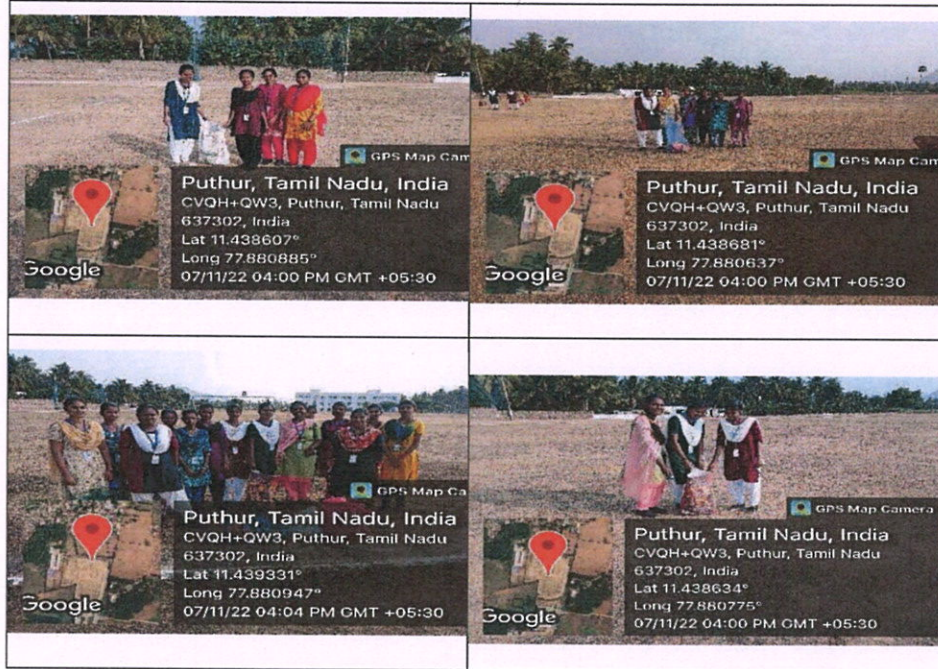 GPS Map Cam
Puthur, Tamil Nadu, India
CVQH+QW3, Puthur, Tamil Nadu
637302, India
Lat 11.438607°
Long 77.880885°
07/11/22 04:00 PM GMT +05:30
Google
GPS Map Cam
Puthur, Tamil Nadu, India
CVQH+QW3, Puthur, Tamil Nadu
637302, India
Lat 11.438681°
Long 77.880637°
07/11/22 04:00 PM GMT +05:30
Google
GPS Map Ca
Puthur, Tamil Nadu, India
CVQH+QW3, Puthur, Tamil Nadu
637302, India
Lat 11.439331°
Long 77.880947°
07/11/22 04:04 PM GMT +05:30
Google
GPS Map Camera
Puthur, Tamil Nadu, India
CVQH+QW3, Puthur, Tamil Nadu
637302, India
Lat 11.438634°
Long 77.880775°
07/11/22 04:00 PM GMT +05:30
Google